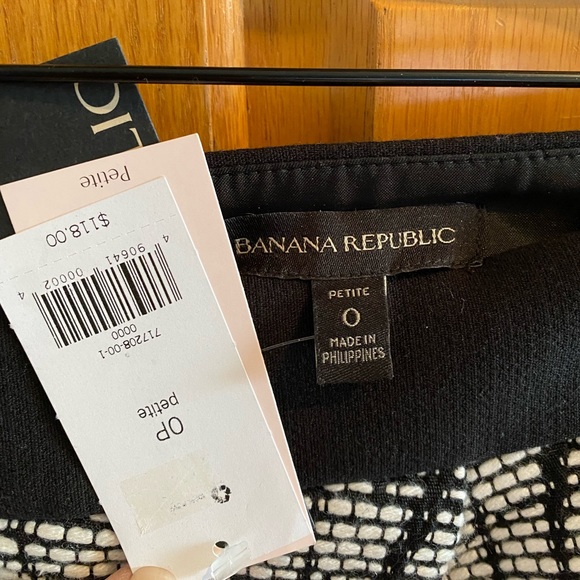 BANANA REPUBLIC
PETITE
0
MADE IN
PHILIPPINES
Petite
$118.00
4 90641 00002 4
717208-00-1
0000
0P
petite